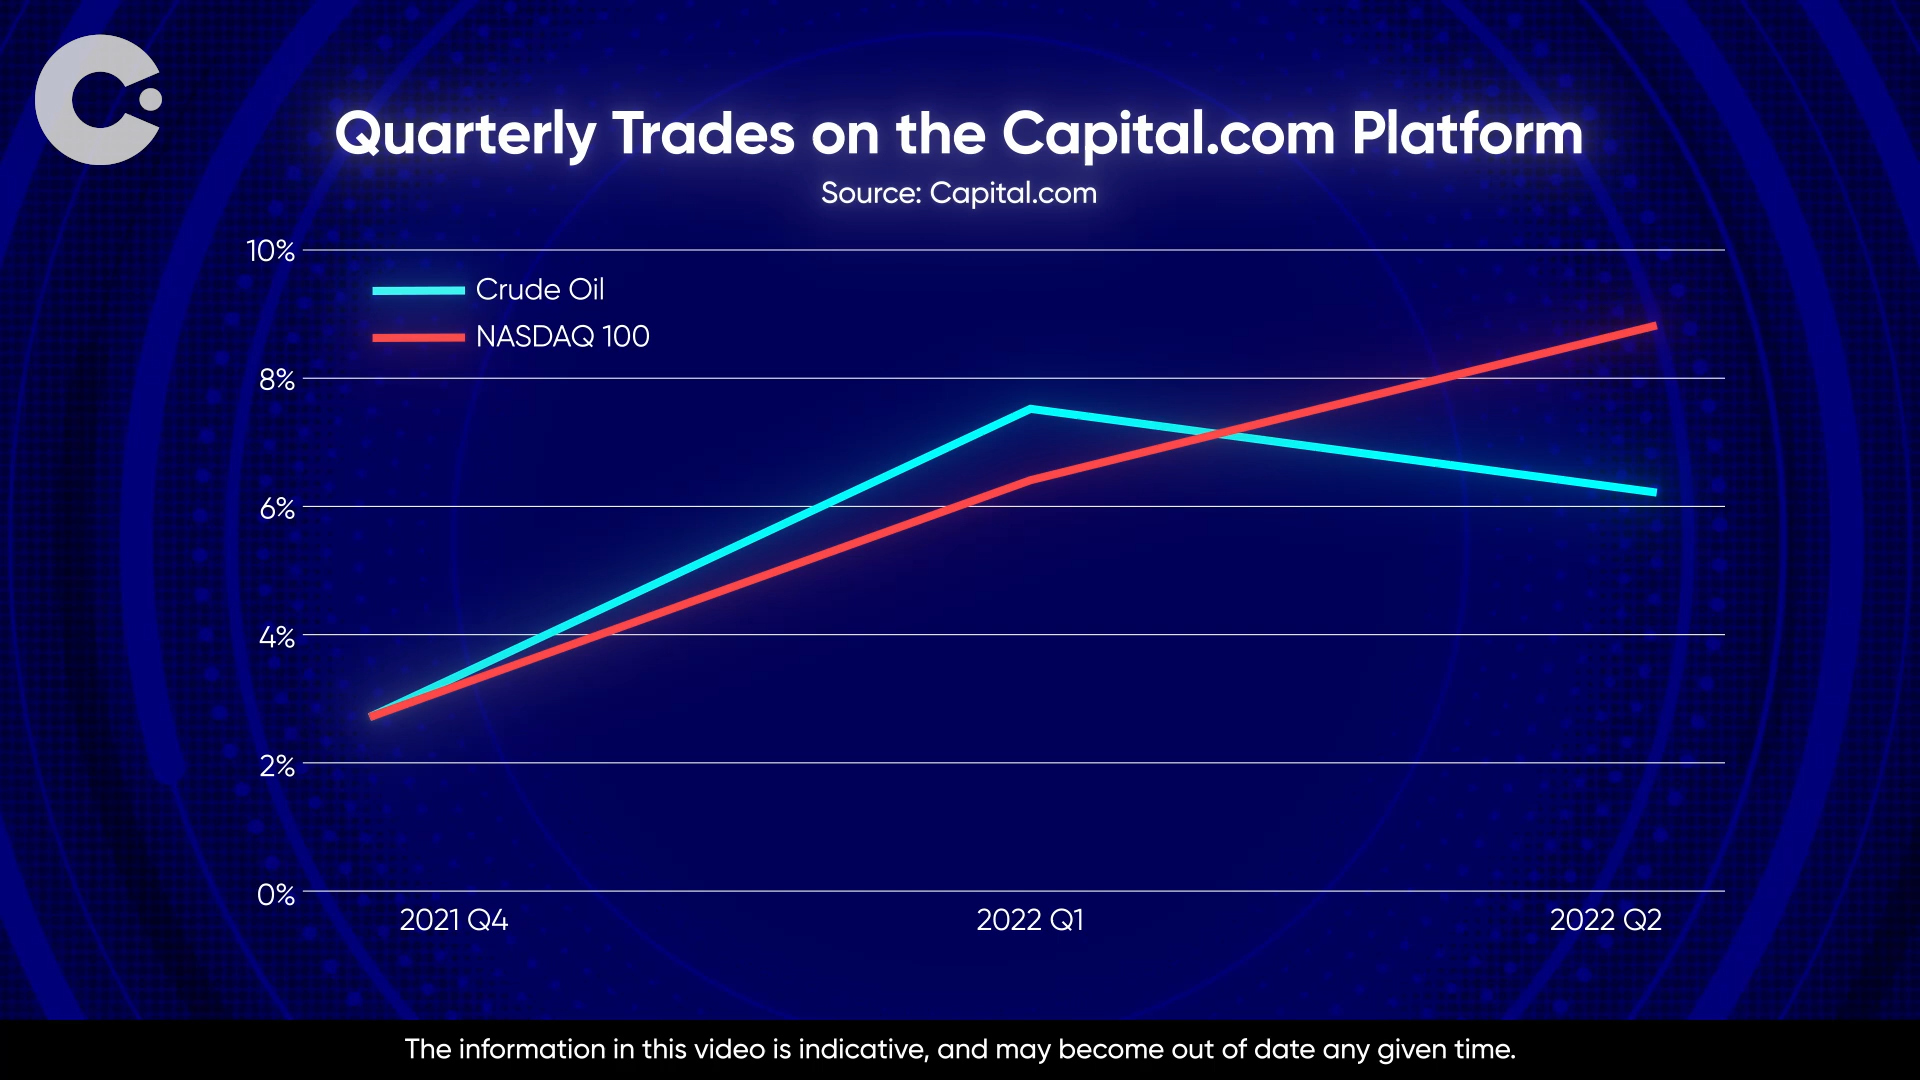 Quarterly Trades on the Capital.com Platform
Source: Capital.com
10%
Crude Oil
NASDAQ 100
8%
6%
4%
2%
0%
2021 Q4 2022 Q1 2022 Q2
The information in this video is indicative, and may become out of date any given time.